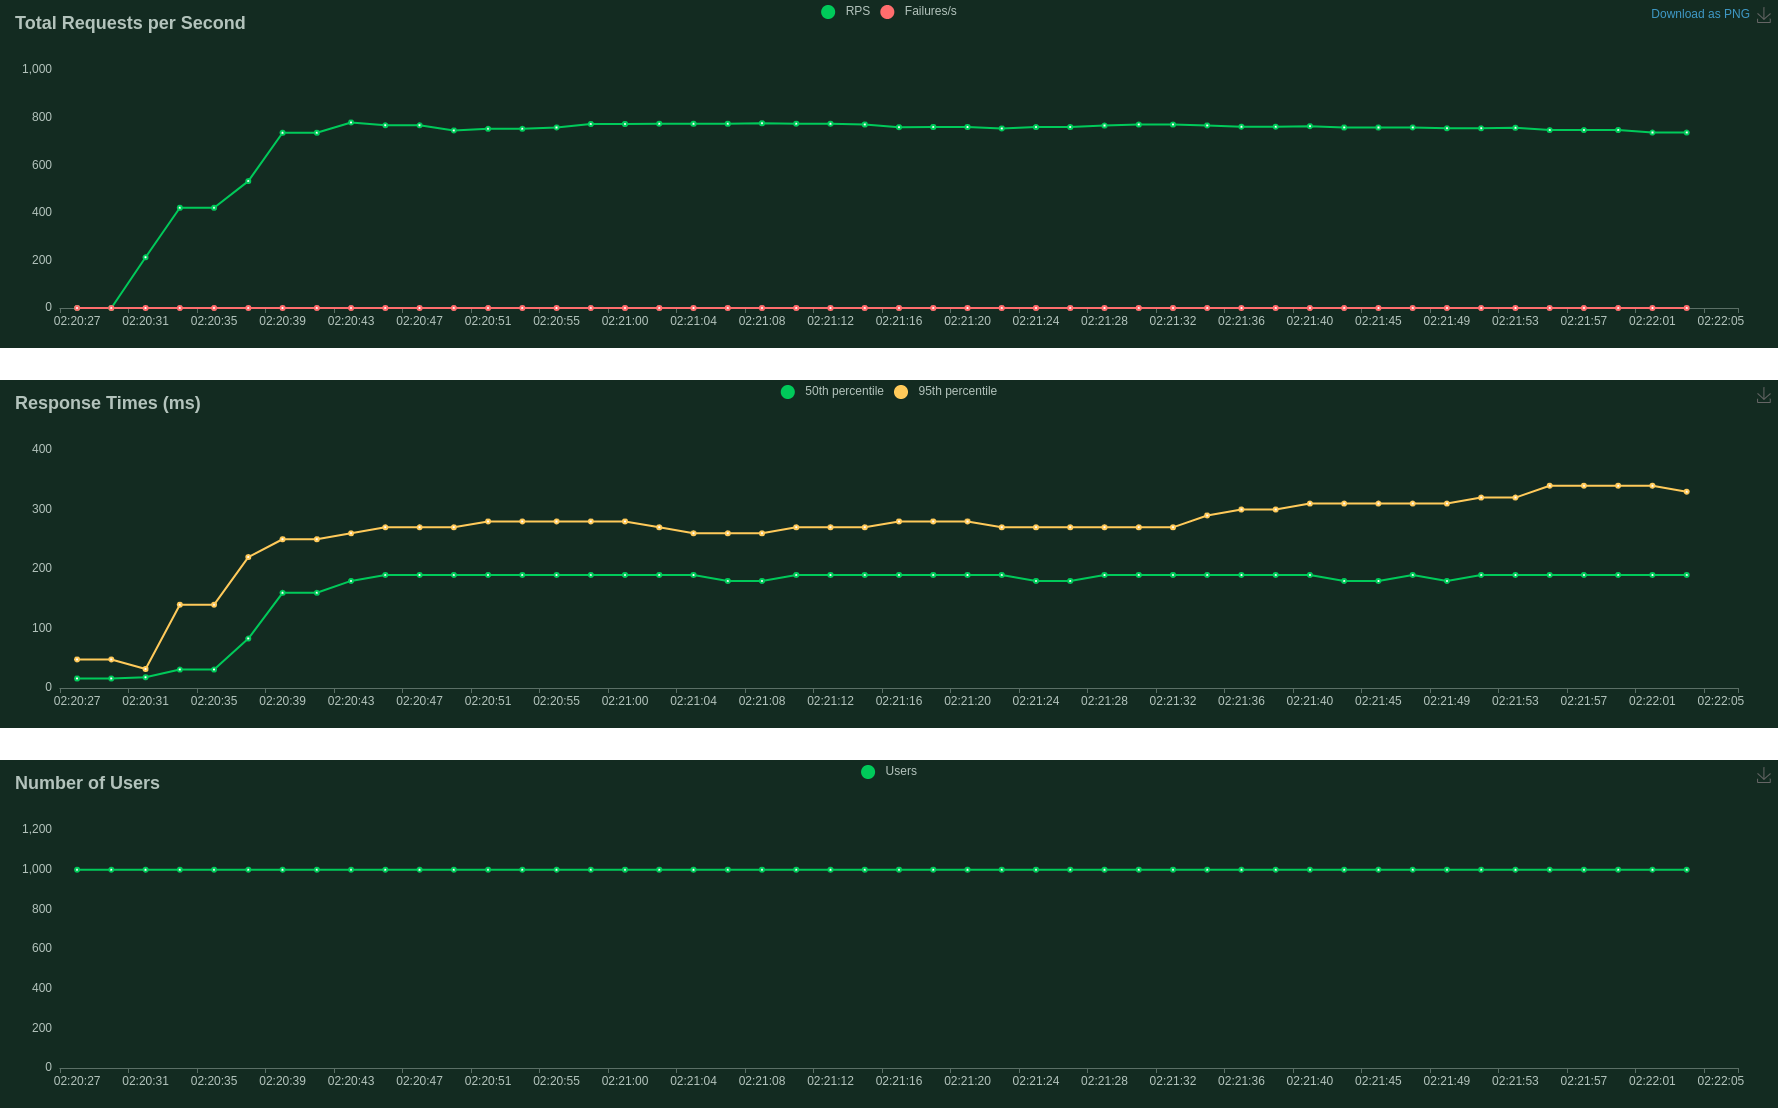 Total Requests per Second
RPS Failures/s
Download as PNG
1,000
800
600
400
200
0
02:20:27 02:20:31 02:20:35 02:20:39 02:20:43 02:20:47 02:20:51 02:20:55 02:21:00 02:21:04 02:21:08 02:21:12 02:21:16 02:21:20 02:21:24 02:21:28 02:21:32 02:21:36 02:21:40 02:21:45 02:21:49 02:21:53 02:21:57 02:22:01 02:22:05
Response Times (ms)
50th percentile 95th percentile
400
300
200
100
0
02:20:27 02:20:31 02:20:35 02:20:39 02:20:43 02:20:47 02:20:51 02:20:55 02:21:00 02:21:04 02:21:08 02:21:12 02:21:16 02:21:20 02:21:24 02:21:28 02:21:32 02:21:36 02:21:40 02:21:45 02:21:49 02:21:53 02:21:57 02:22:01 02:22:05
Number of Users
Users
1,200
1,000
800
600
400
200
0
02:20:27 02:20:31 02:20:35 02:20:39 02:20:43 02:20:47 02:20:51 02:20:55 02:21:00 02:21:04 02:21:08 02:21:12 02:21:16 02:21:20 02:21:24 02:21:28 02:21:32 02:21:36 02:21:40 02:21:45 02:21:49 02:21:53 02:21:57 02:22:01 02:22:05